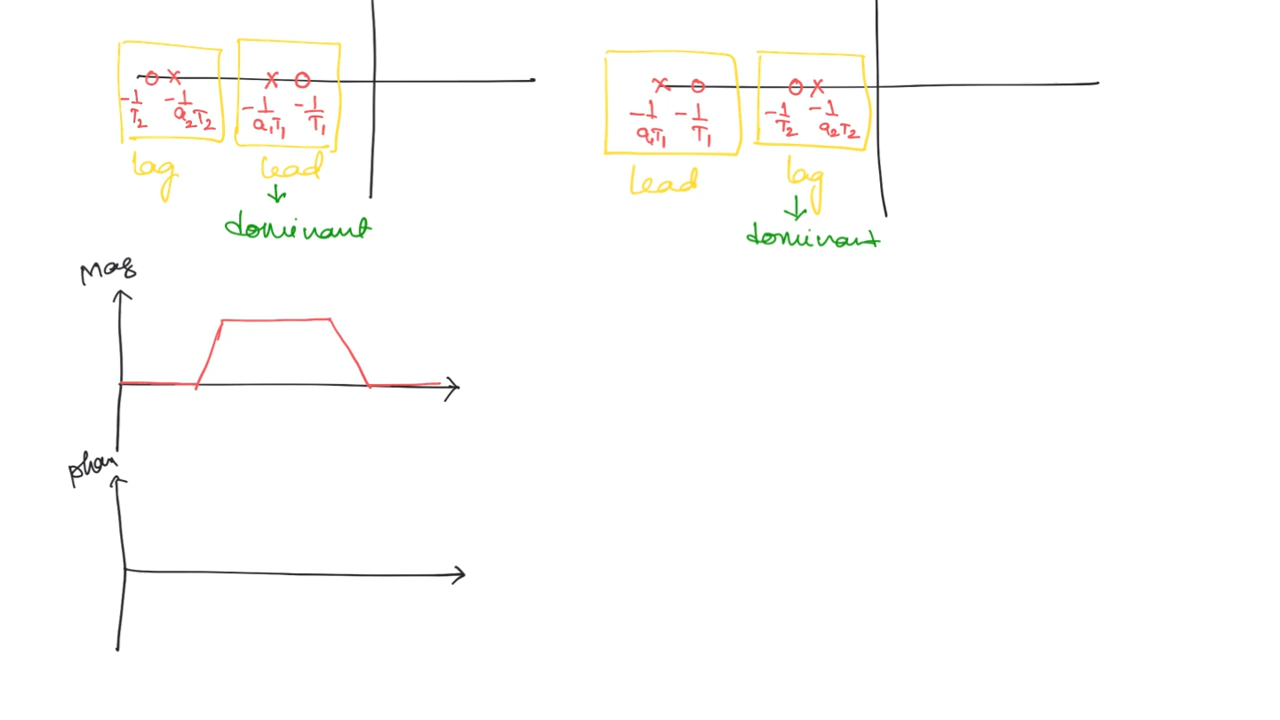 -1/T₂ -1/a₂T₂ -1/a₁T₁ -1/T₁
lag lead
↓
dominant
-1/a₁T₁ -1/T₁ -1/T₂ -1/a₂T₂
lead lag
↓
dominant
Mag
phas